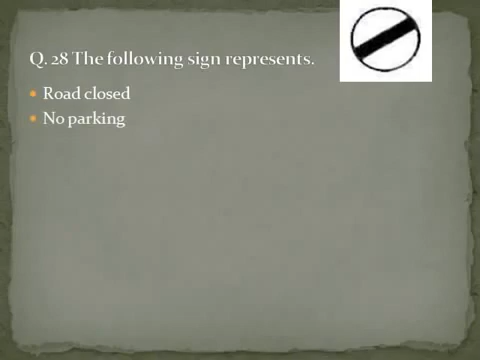 Q. 28 The following sign represents.
Road closed
No parking